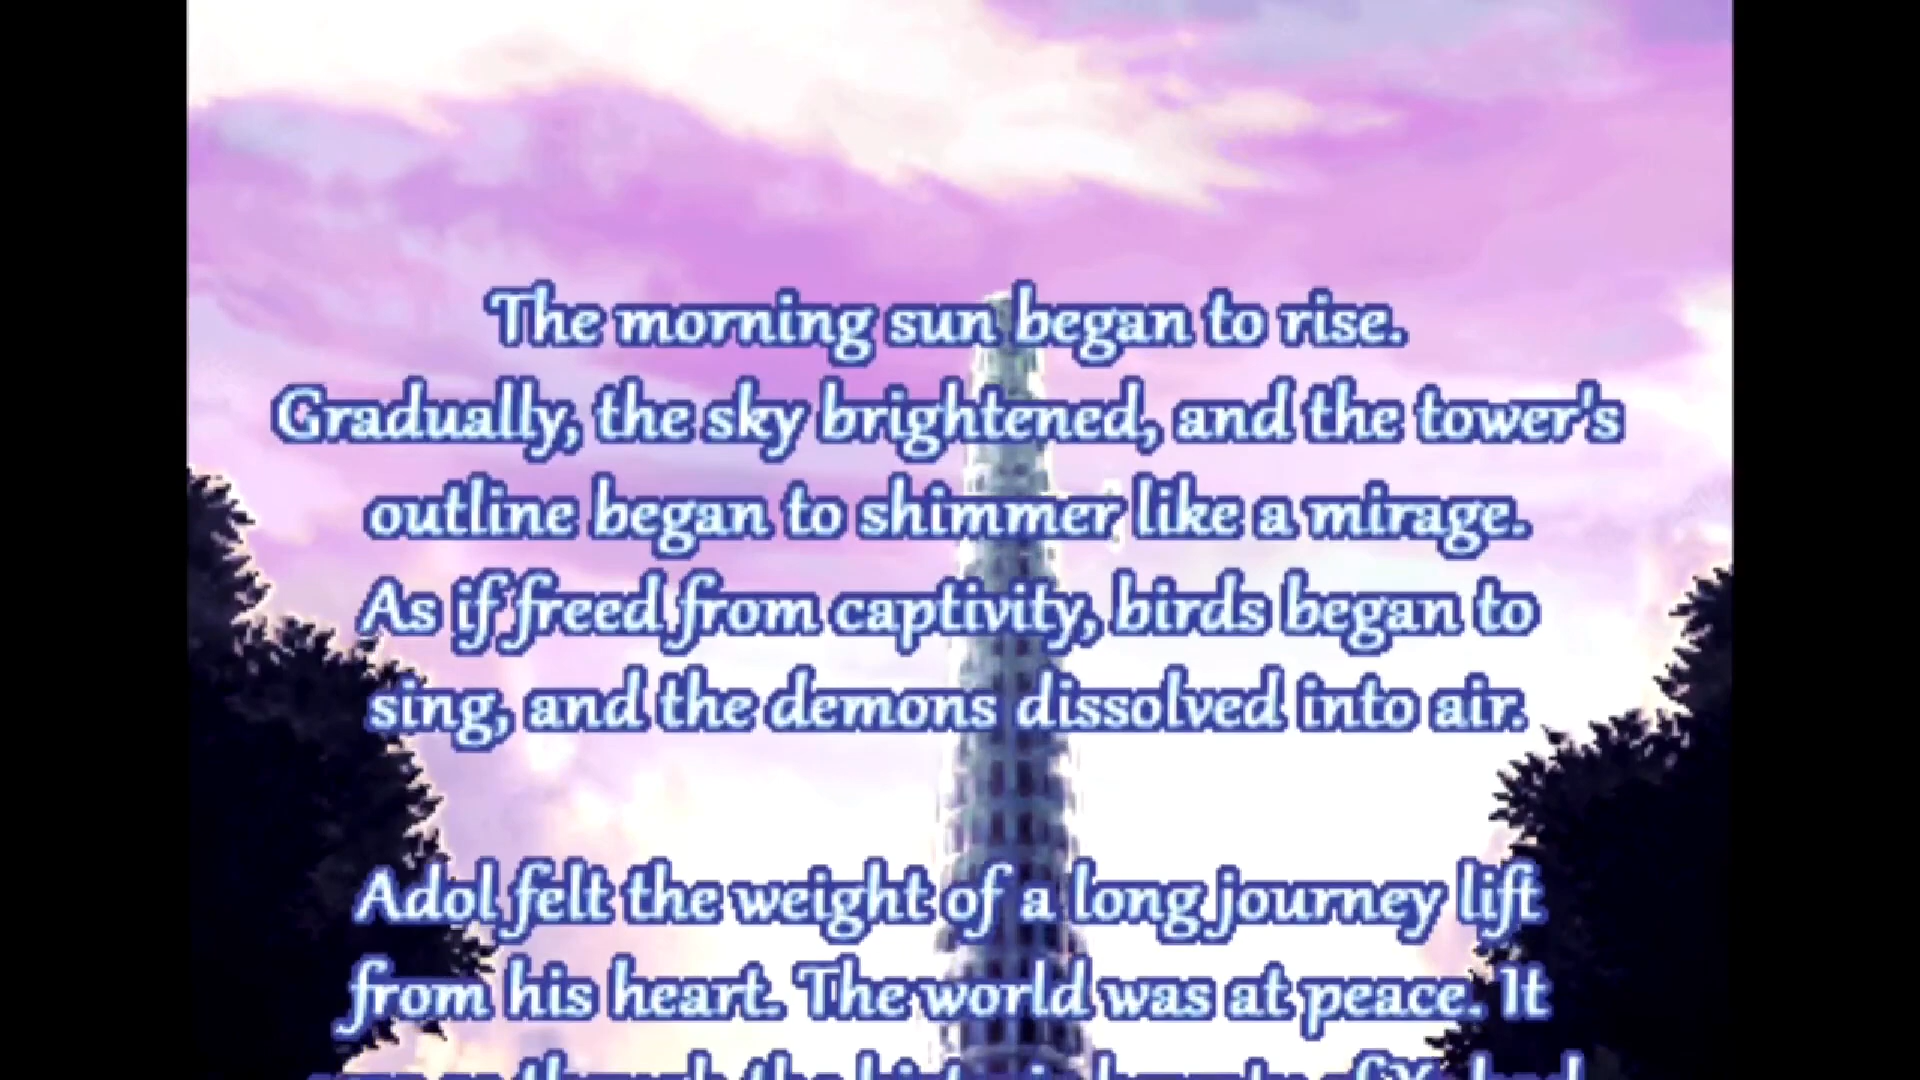 The morning sun began to rise.
Gradually, the sky brightened, and the tower's
outline began to shimmer like a mirage.
As if freed from captivity, birds began to
sing, and the demons dissolved into air.
Adol felt the weight of a long journey lift
from his heart. The world was at peace. It